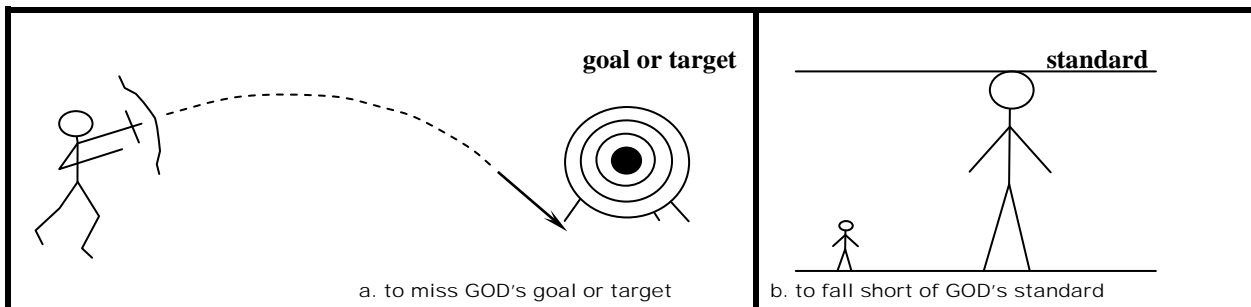 goal or target
a. to miss GOD's goal or target
standard
b. to fall short of GOD's standard